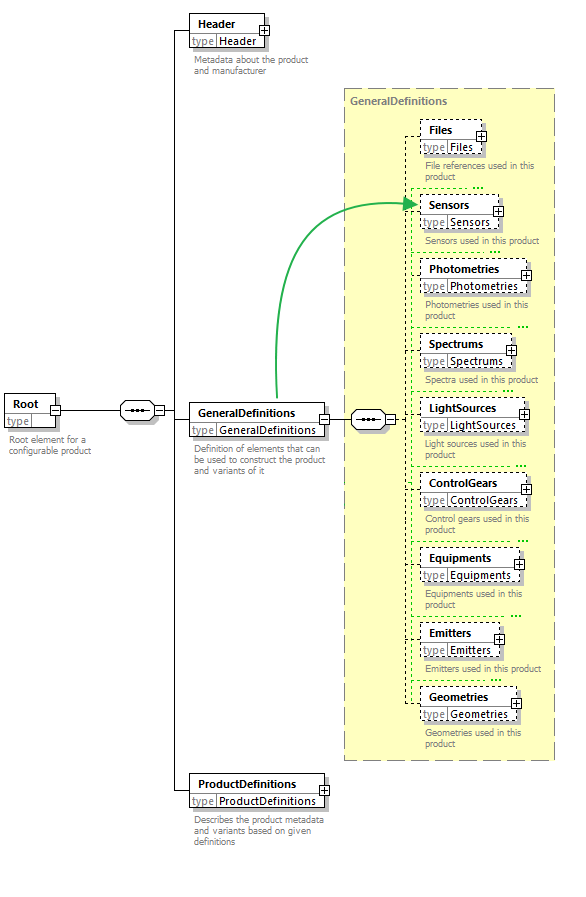 Header
type Header
Metadata about the product
and manufacturer
GeneralDefinitions
Files
type Files
File references used in this
product
Sensors
type Sensors
Sensors used in this product
Photometries
type Photometries
Photometries used in this
product
Spectrums
type Spectrums
Spectra used in this product
Root
type
Root element for a
configurable product
GeneralDefinitions
type GeneralDefinitions
Definition of elements that can
be used to construct the product
and variants of it
LightSources
type LightSources
Light sources used in this
product
ControlGears
type ControlGears
Control gears used in this
product
Equipments
type Equipments
Equipments used in this
product
Emitters
type Emitters
Emitters used in this product
Geometries
type Geometries
Geometries used in this
product
ProductDefinitions
type ProductDefinitions
Describes the product metadata
and variants based on given
definitions